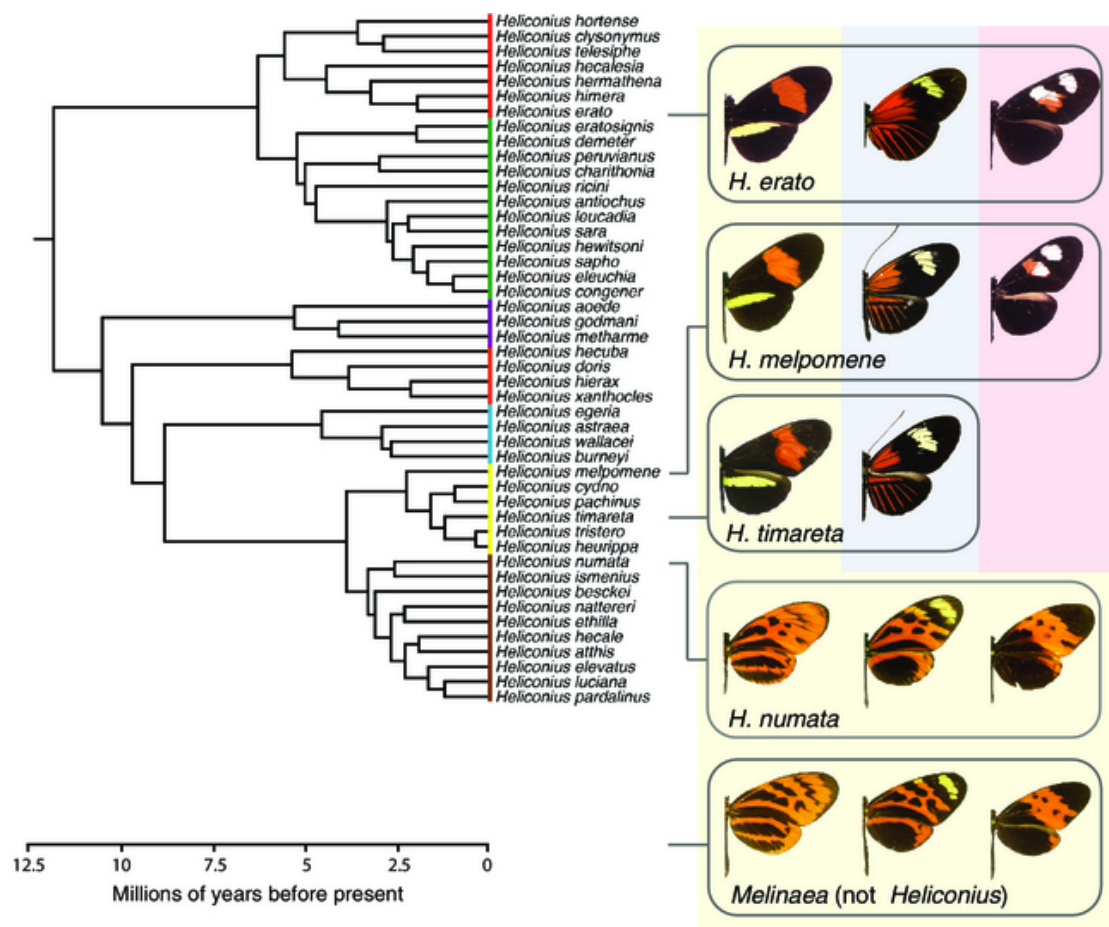 Heliconius hortense
Heliconius clysonymus
Heliconius telesiphe
Heliconius hecalesia
Heliconius hermathena
Heliconius himera
Heliconius erato
Heliconius eratosignis
Heliconius demeter
Heliconius peruvianus
Heliconius charithonia
Heliconius ricini
Heliconius antiochus
Heliconius leucadia
Heliconius sara
Heliconius hewitsoni
Heliconius sapho
Heliconius eleuchia
Heliconius congener
Heliconius aoede
Heliconius godmani
Heliconius metharme
Heliconius hecuba
Heliconius doris
Heliconius hierax
Heliconius xanthocles
Heliconius egeria
Heliconius astraea
Heliconius wallacei
Heliconius burneyi
Heliconius melpomene
Heliconius cydno
Heliconius pachinus
Heliconius timareta
Heliconius tristero
Heliconius heurippa
Heliconius numata
Heliconius ismenius
Heliconius besckei
Heliconius nattereri
Heliconius ethilla
Heliconius hecale
Heliconius atthis
Heliconius elevatus
Heliconius luciana
Heliconius pardalinus
12.5 10 7.5 5 2.5 0
Millions of years before present
H. erato
H. melpomene
H. timareta
H. numata
Melinaea (not Heliconius)